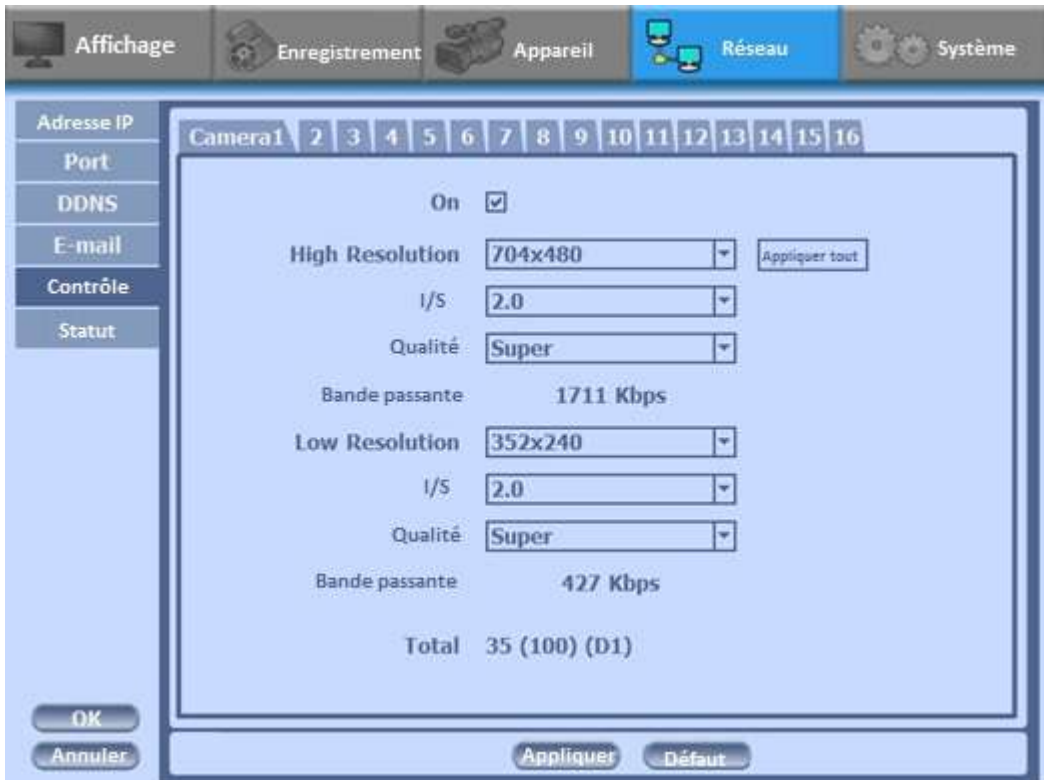 Affichage Enregistrement Appareil Réseau Système
Adresse IP
Port
DDNS
E-mail
Contrôle
Statut
Camera1 2 3 4 5 6 7 8 9 10 11 12 13 14 15 16
On
High Resolution 704x480 Appliquer tout
I/S 2.0
Qualité Super
Bande passante 1711 Kbps
Low Resolution 352x240
I/S 2.0
Qualité Super
Bande passante 427 Kbps
Total 35 (100) (D1)
OK
Annuler
Appliquer Défaut